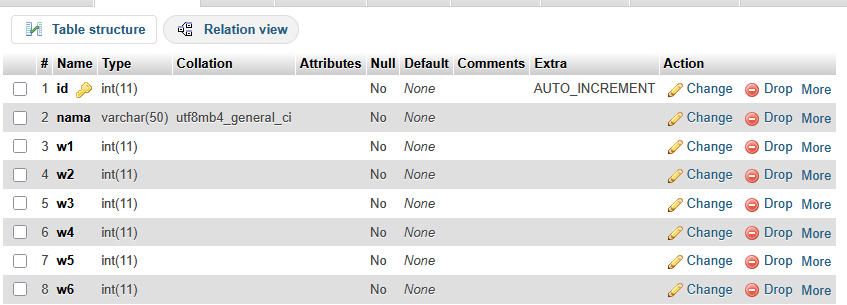 Table structure Relation view
# Name Type Collation Attributes Null Default Comments Extra Action
1 id int(11) No None AUTO_INCREMENT Change Drop More
2 nama varchar(50) utf8mb4_general_ci No None Change Drop More
3 w1 int(11) No None Change Drop More
4 w2 int(11) No None Change Drop More
5 w3 int(11) No None Change Drop More
6 w4 int(11) No None Change Drop More
7 w5 int(11) No None Change Drop More
8 w6 int(11) No None Change Drop More